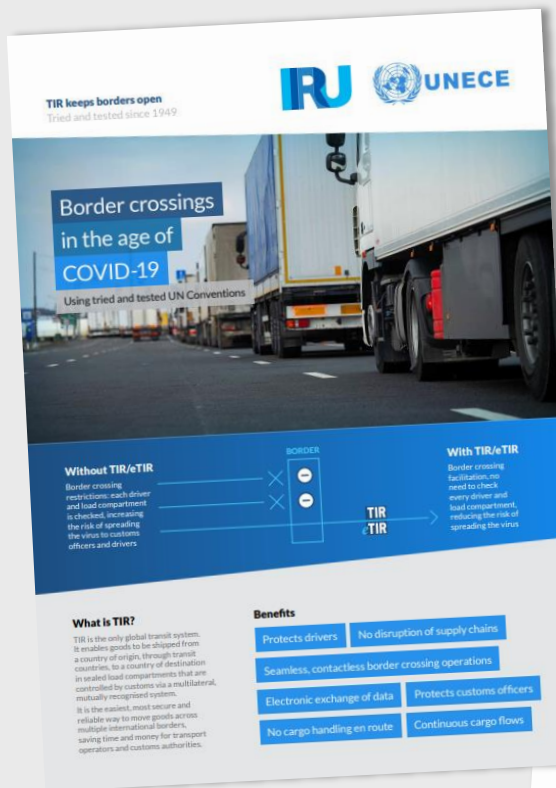 TIR keeps borders open
Tried and tested since 1949
IRU
UNECE
Border crossings
in the age of
COVID-19
Using tried and tested UN Conventions
BORDER
Without TIR/eTIR
Border crossing
restrictions: each driver
and load compartment
is checked, increasing
the risk of spreading
the virus to customs
officers and drivers
TIR
eTIR
With TIR/eTIR
Border crossing
facilitation, no
need to check
every driver and
load compartment,
reducing the risk of
spreading the virus
What is TIR?
TIR is the only global transit system.
It enables goods to be shipped from
a country of origin, through transit
countries, to a country of destination
in sealed load compartments that are
controlled by customs via a multilateral,
mutually recognised system.
It is the easiest, most secure and
reliable way to move goods across
multiple international borders,
saving time and money for transport
operators and customs authorities.
Benefits
Protects drivers
No disruption of supply chains
Seamless, contactless border crossing operations
Electronic exchange of data
Protects customs officers
No cargo handling en route
Continuous cargo flows